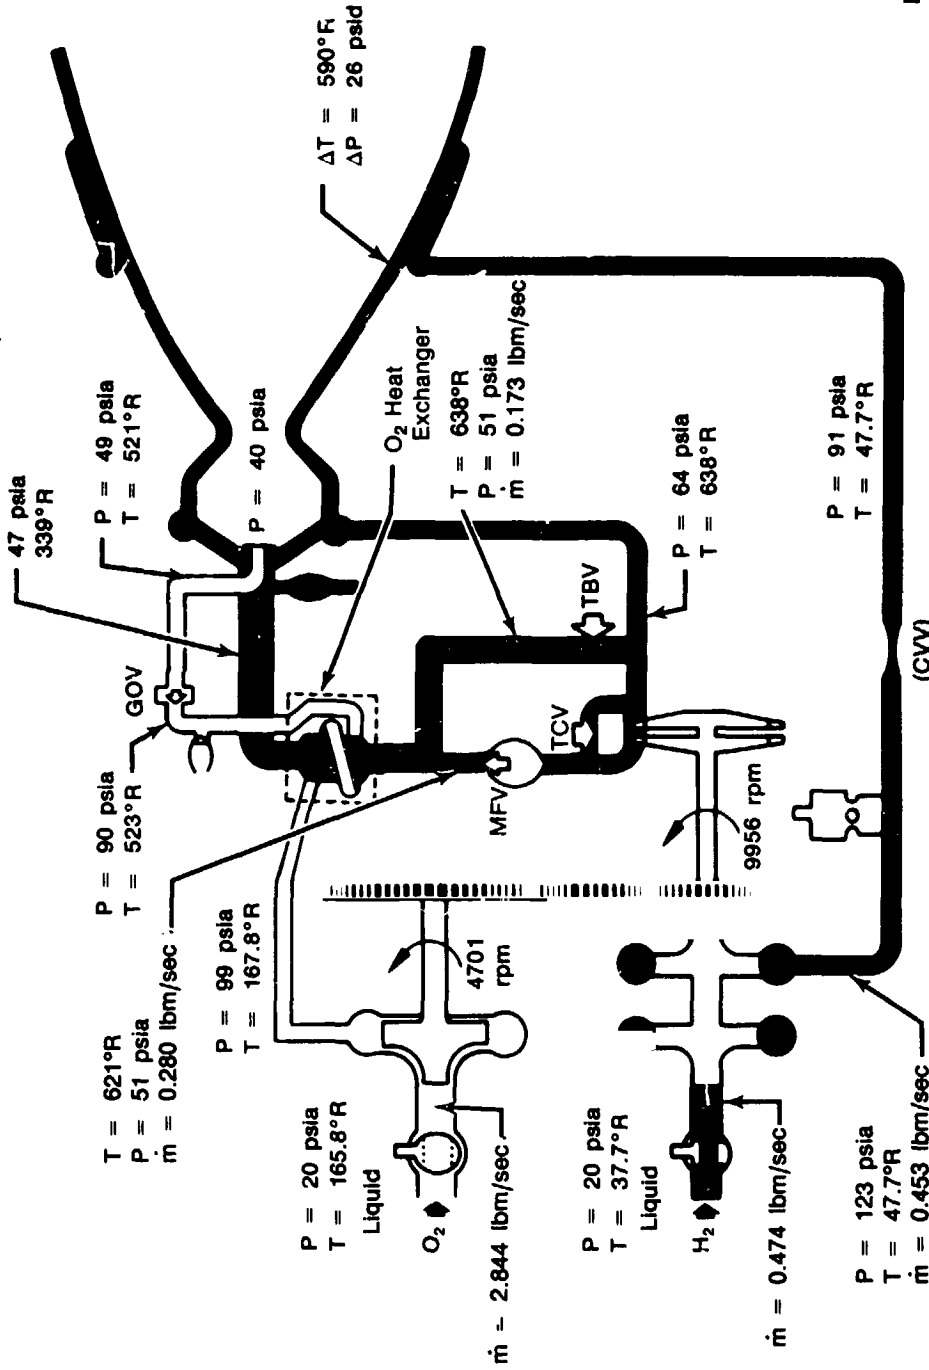 47 psia
339°R
P = 49 psia
T = 521°R
ΔT = 590°R
ΔP = 26 psid
GOV
P = 40 psia
P = 90 psia
T = 523°R
O₂ Heat
Exchanger
T = 638°R
P = 51 psia
ṁ = 0.173 lbm/sec
T = 621°R
P = 51 psia
ṁ = 0.280 lbm/sec
P = 99 psia
T = 167.8°R
MFV
TCV
TBV
P = 64 psia
T = 638°R
4701
rpm
9956 rpm
P = 20 psia
T = 165.8°R
Liquid
O₂
ṁ = 2.844 lbm/sec
P = 20 psia
T = 37.7°R
Liquid
H₂
ṁ = 0.474 lbm/sec
P = 91 psia
T = 47.7°R
(CVV)
P = 123 psia
T = 47.7°R
ṁ = 0.453 lbm/sec